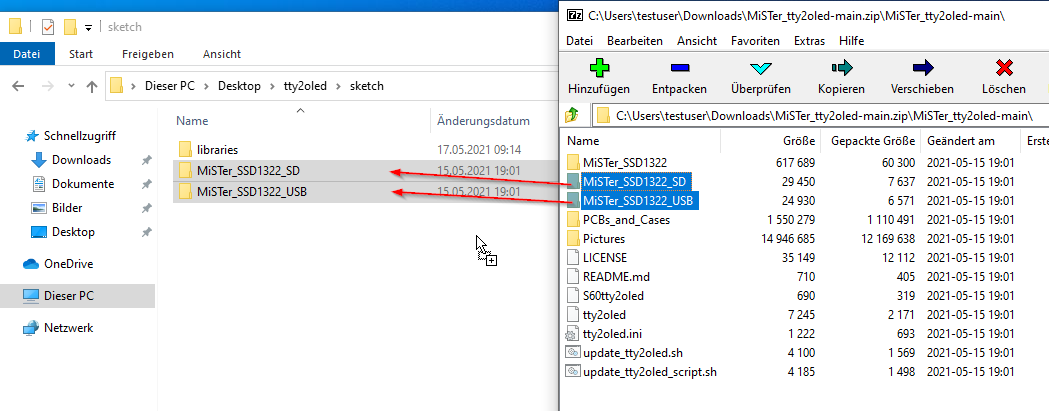 sketch
Datei Start Freigeben Ansicht
Dieser PC Desktop tty2oled sketch
Name Änderungsdatum
Schnellzugriff
Downloads
Dokumente
Bilder
Desktop
OneDrive
Dieser PC
Netzwerk
libraries 17.05.2021 09:14
MiSTer_SSD1322_SD 15.05.2021 19:01
MiSTer_SSD1322_USB 15.05.2021 19:01
7z C:\Users\testuser\Downloads\MiSTer_tty2oled-main.zip\MiSTer_tty2oled-main\
Datei Bearbeiten Ansicht Favoriten Extras Hilfe
Hinzufügen Entpacken Überprüfen Kopieren Verschieben Löschen
C:\Users\testuser\Downloads\MiSTer_tty2oled-main.zip\MiSTer_tty2oled-main\
Name Größe Gepackte Größe Geändert am Erste
MiSTer_SSD1322 617 689 60 300 2021-05-15 19:01
MiSTer_SSD1322_SD 29 450 7 637 2021-05-15 19:01
MiSTer_SSD1322_USB 24 930 6 571 2021-05-15 19:01
PCBs_and_Cases 1 550 279 1 110 491 2021-05-15 19:01
Pictures 14 946 685 12 169 638 2021-05-15 19:01
LICENSE 35 149 12 112 2021-05-15 19:01
README.md 710 405 2021-05-15 19:01
S60tty2oled 690 319 2021-05-15 19:01
tty2oled 7 245 2 171 2021-05-15 19:01
tty2oled.ini 1 222 693 2021-05-15 19:01
update_tty2oled.sh 4 100 1 569 2021-05-15 19:01
update_tty2oled_script.sh 4 185 1 498 2021-05-15 19:01